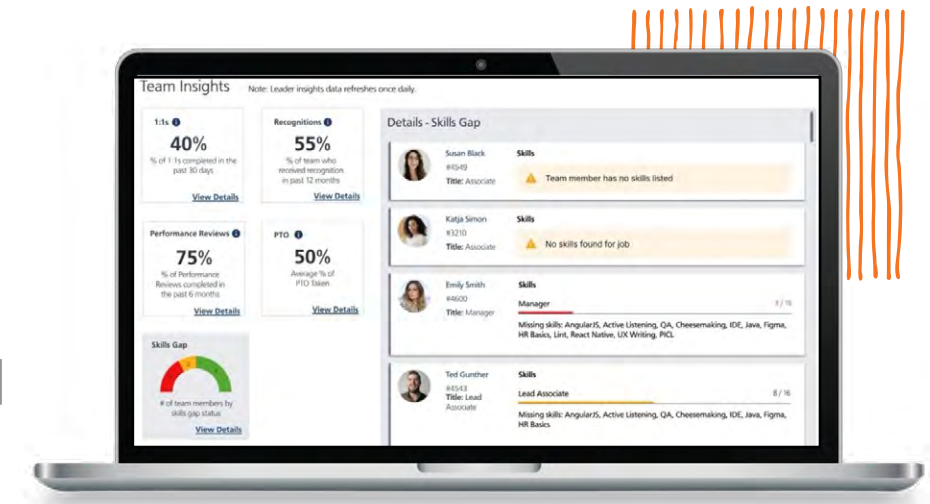 Team Insights
Note: Leader insights data refreshes once daily.
1:1s
40%
% of 1:1s completed in the
past 30 days
View Details
Recognitions
55%
% of team who
received recognition
in past 12 months
View Details
Performance Reviews
75%
% of Performance
Reviews completed in
the past 6 months
View Details
PTO
50%
Average % of
PTO Taken
View Details
Skills Gap
# of team members by
skills gap status
View Details
Details - Skills Gap
Susan Black
#4549
Title: Associate
Skills
Team member has no skills listed
Katja Simon
#3210
Title: Associate
Skills
No skills found for job
Emily Smith
#4600
Title: Manager
Skills
Manager
Missing skills: AngularJS, Active Listening, QA, Cheesemaking, IDE, Java, Figma,
HR Basics, Lint, React Native, UX Writing, PICL
Ted Gunther
#4543
Title: Lead
Associate
Skills
Lead Associate
8 / 16
Missing skills: AngularJS, Active Listening, QA, Cheesemaking, IDE, Java, Figma,
HR Basics